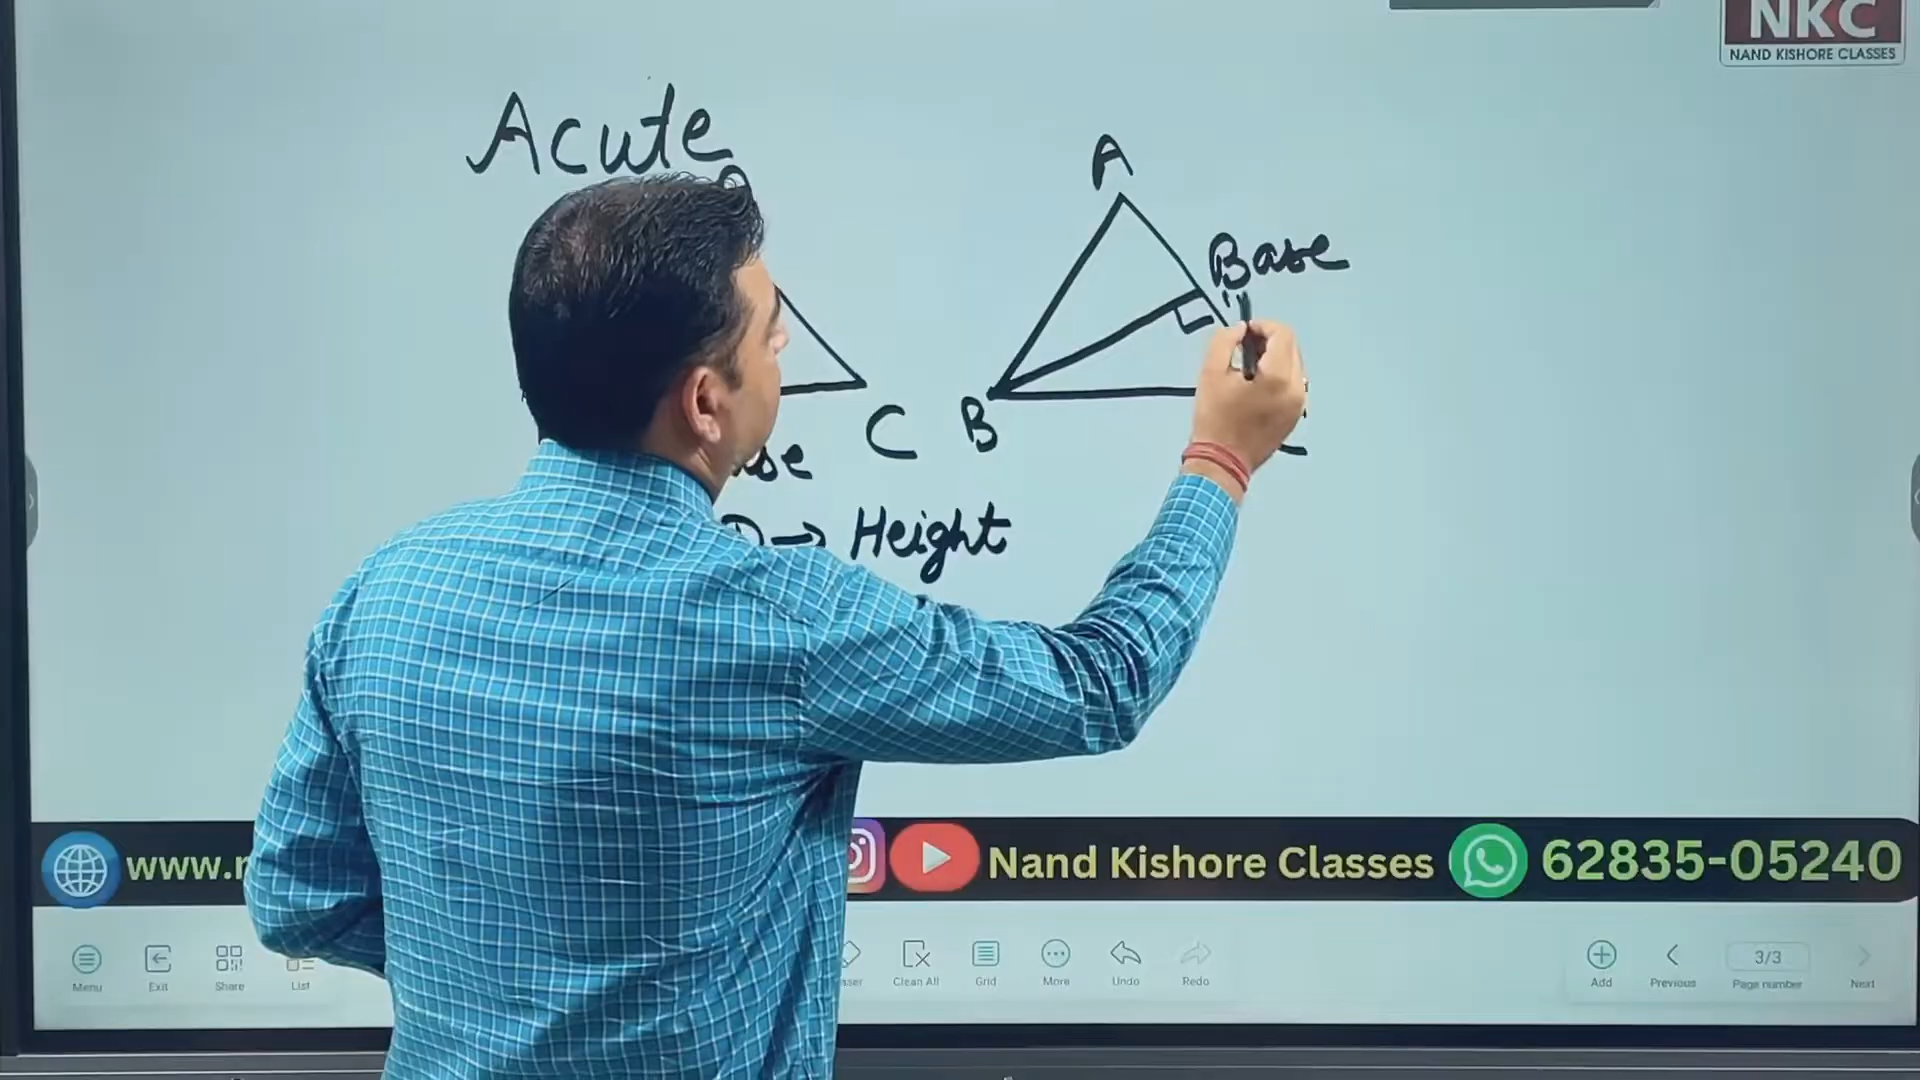 NKC
NAND KISHORE CLASSES
Acute
A
Base
C
B
D → Height
www.
Nand Kishore Classes
62835-05240
Menu
Exit
Share
List
Clean All
Grid
More
Undo
Redo
Add
Previous
3/3
Page number
Next